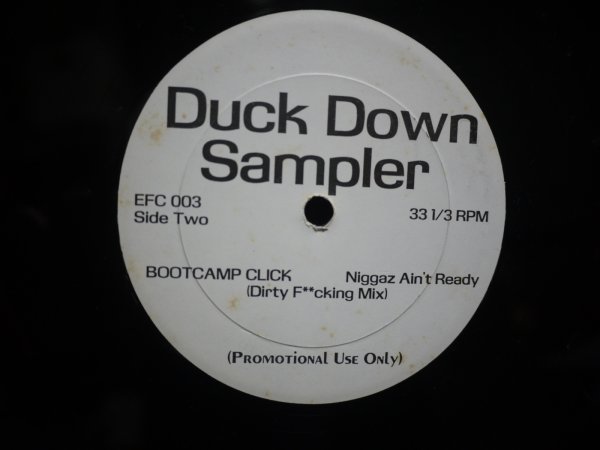 Duck Down
Sampler
EFC 003 33 1/3 RPM
Side Two
BOOTCAMP CLICK Niggaz Ain't Ready
(Dirty F**cking Mix)
(Promotional Use Only)